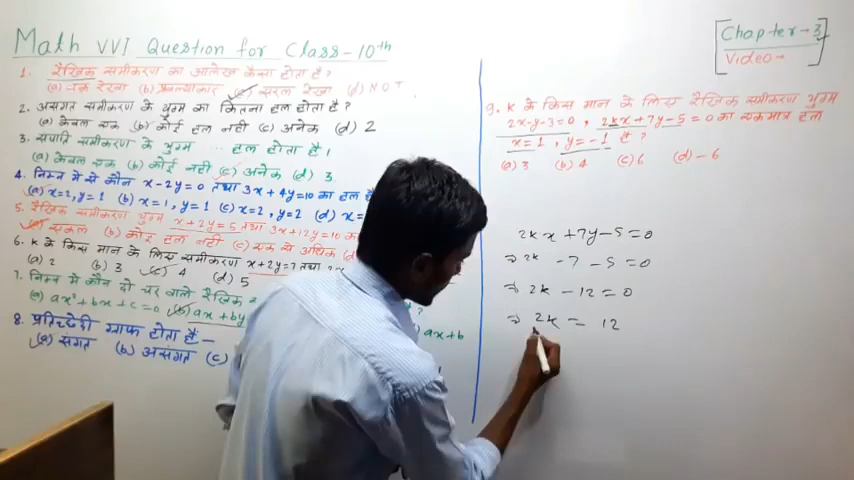 Math VVI Question for Class-10th
1. रैखिक समीकरण का आलेख कैसा होता है?
(a) वक्र रेखा (b) परवलयाकार (c) सरल रेखा (d) NOT
2. असंगत समीकरण के युग्म का कितना हल होता है?
(a) केवल एक (b) कोई हल नही (c) अनेक (d) 2
3. संपाति समीकरण के युग्म ... हल होता है।
(a) केवल एक (b) कोई हल नही (c) अनेक (d) 3
4. निम्न मे से कौन x-2y=0 तथा 3x+4y=10 का हल है
(a) x=2, y=1 (b) x=1, y=1 (c) x=2, y=2 (d) x=
5. रैखिक समीकरण युग्म x+2y=5 तथा 3x+12y=10 का
(b) कोई हल नही (c) एक से अधिक (d)
6. K के किस मान के लिए समीकरण x+2y=7 तथा 2x
(a) 2 (b) 3 (c) 4 (d) 5
7. निम्न मे कौन दो चर वाले रैखिक
(a) ax²+bx+c=0 (b) ax+by
ax+b
8. प्रतिच्छेदी ग्राफ होता है-
(a) संगत (b) असंगत (c)
[Chapter-3]
Video→
9. K के किस मान के लिए रैखिक समीकरण युग्म
2x-y-3=0, 2kx+7y-5=0 का एकमात्र हल
x=1, y=-1 है?
(a) 3 (b) 4 (c) 6 (d) -6
2kx+7y-5=0
⇒ 2k -7-5=0
⇒ 2k -12=0
⇒ 2k = 12